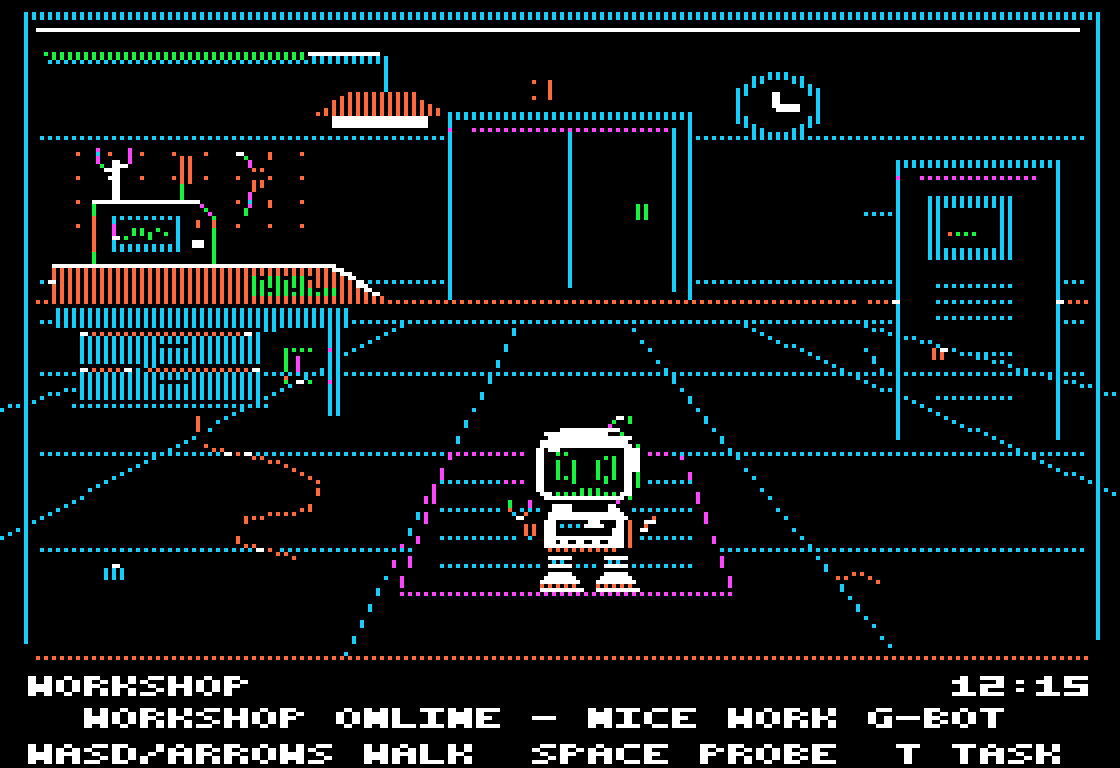 WORKSHOP 12:15
WORKSHOP ONLINE - NICE WORK G-BOT
WASD/ARROWS WALK SPACE PROBE T TASK